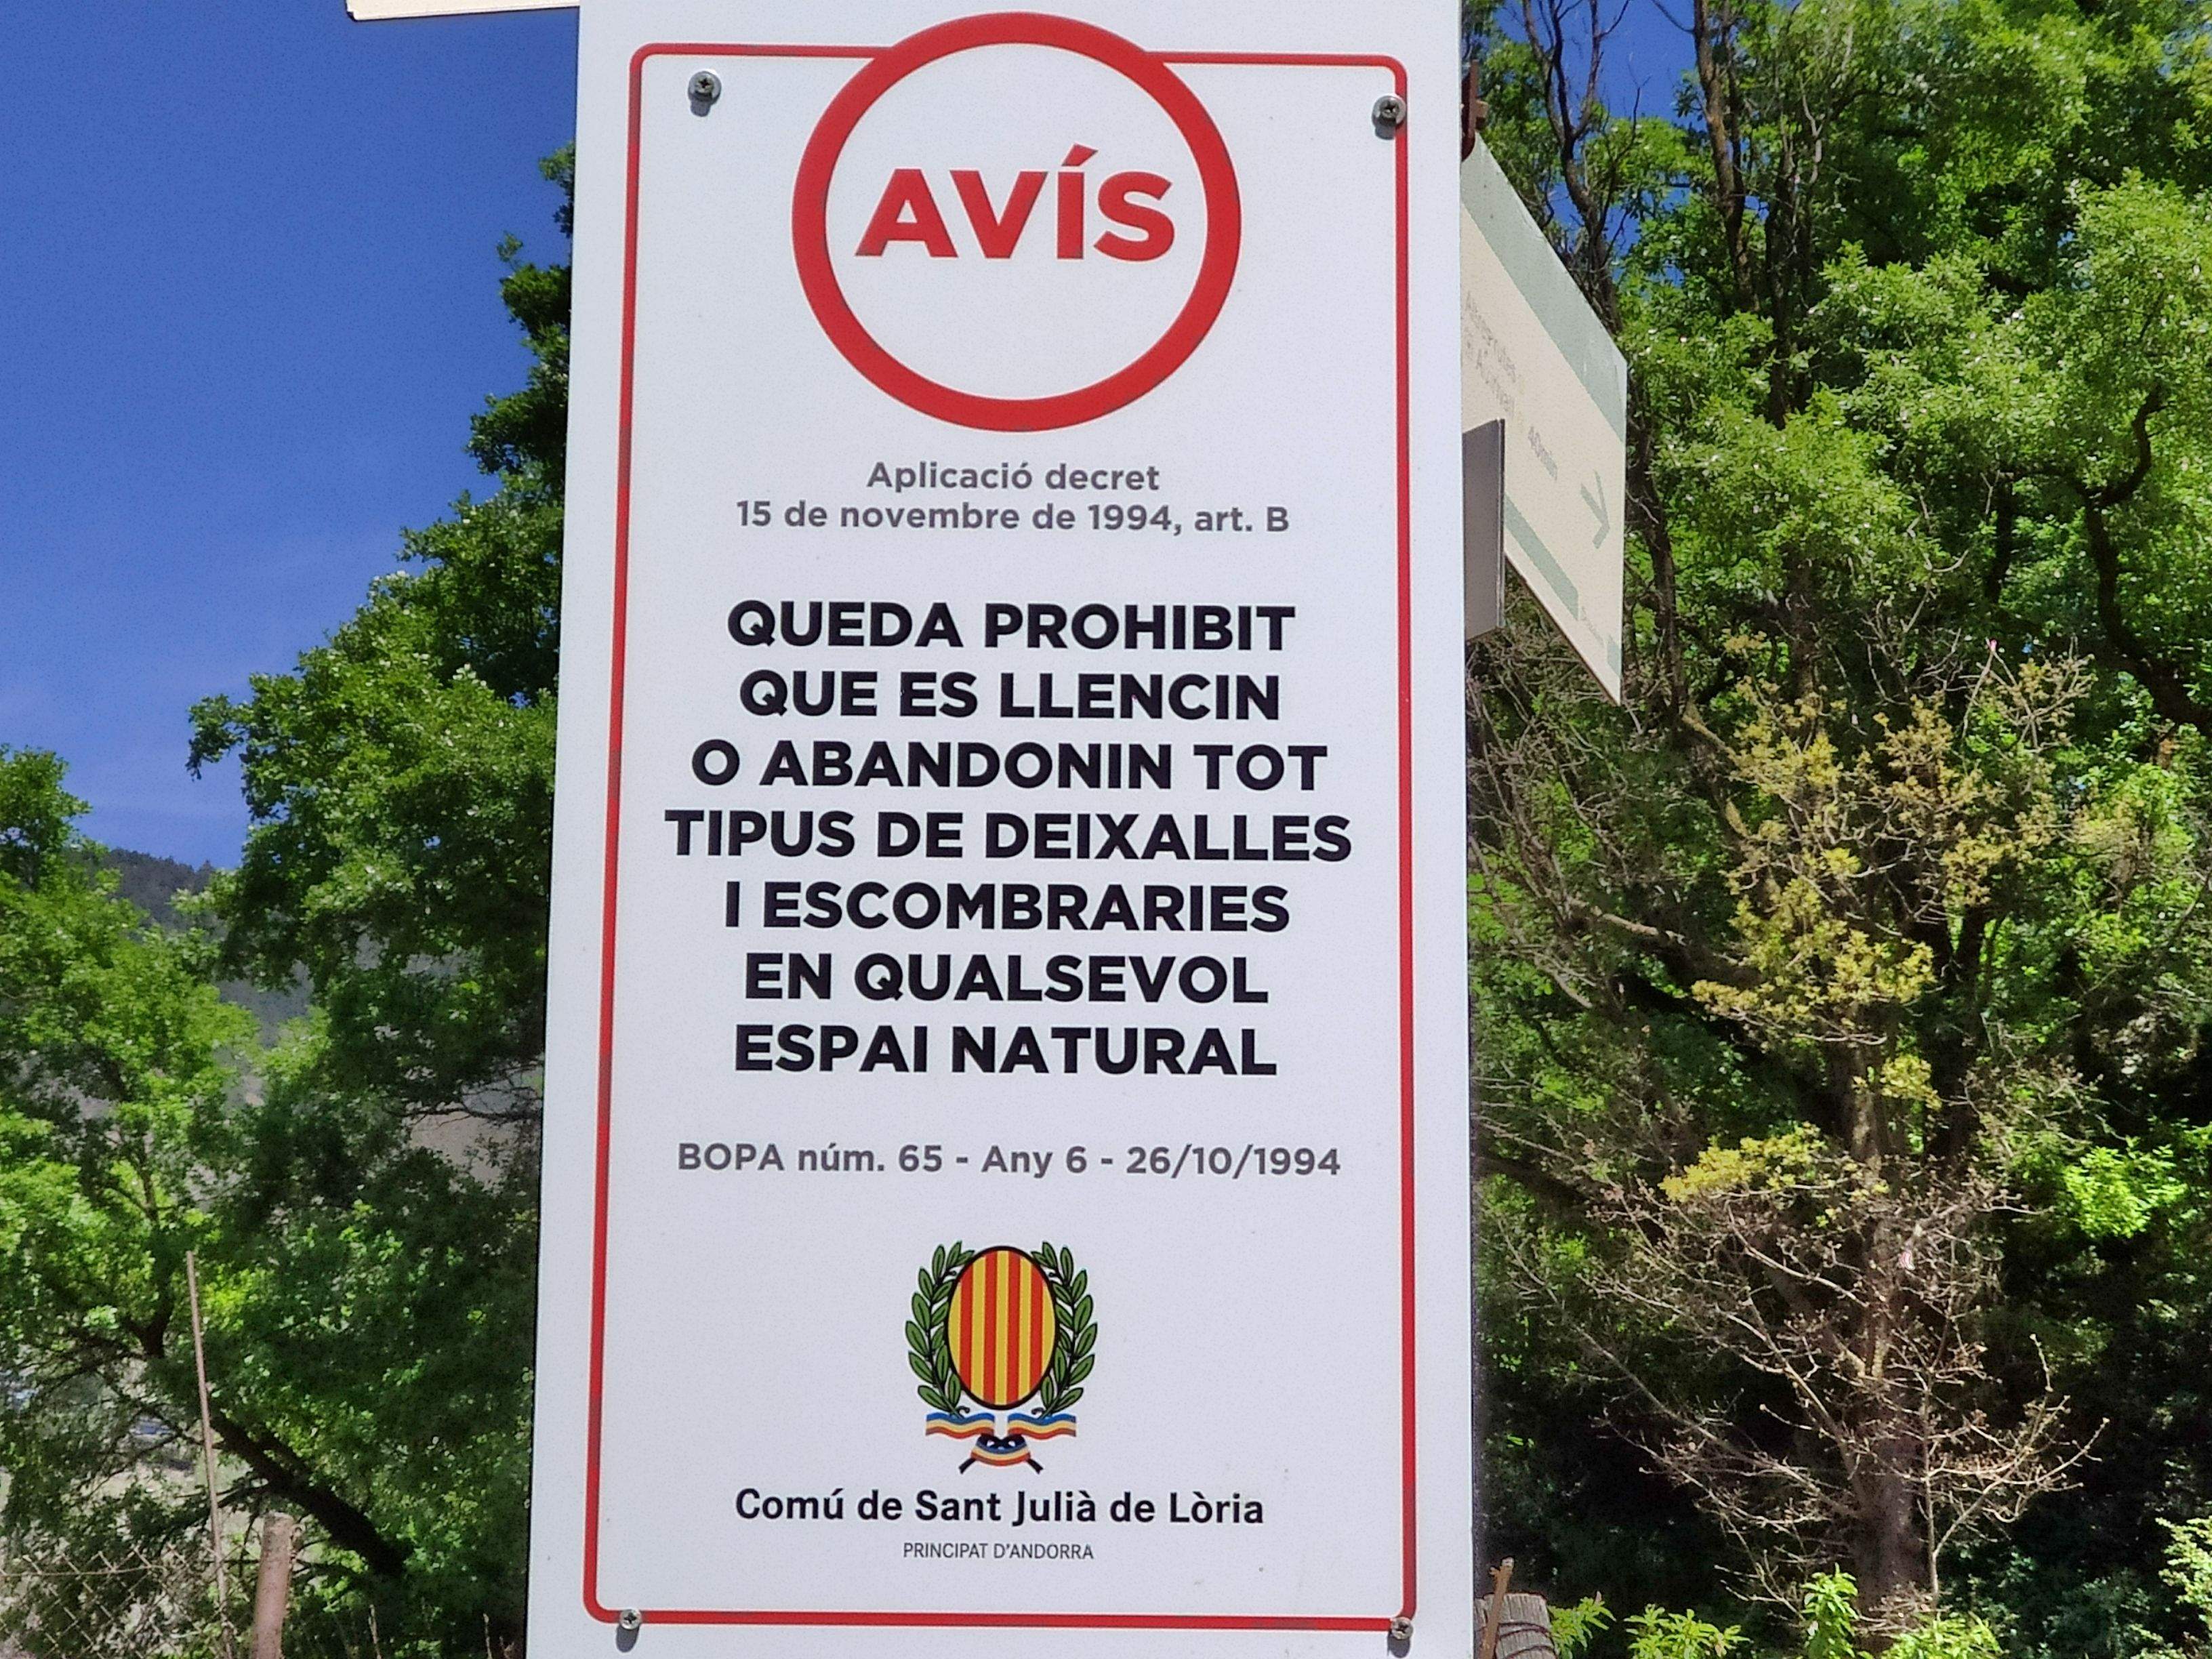 AVÍS
Aplicació decret
15 de novembre de 1994, art. B
QUEDA PROHIBIT
QUE ES LLENCIN
O ABANDONIN TOT
TIPUS DE DEIXALLES
I ESCOMBRARIES
EN QUALSEVOL
ESPAI NATURAL
BOPA núm. 65 - Any 6 - 26/10/1994
Comú de Sant Julià de Lòria
PRINCIPAT D'ANDORRA